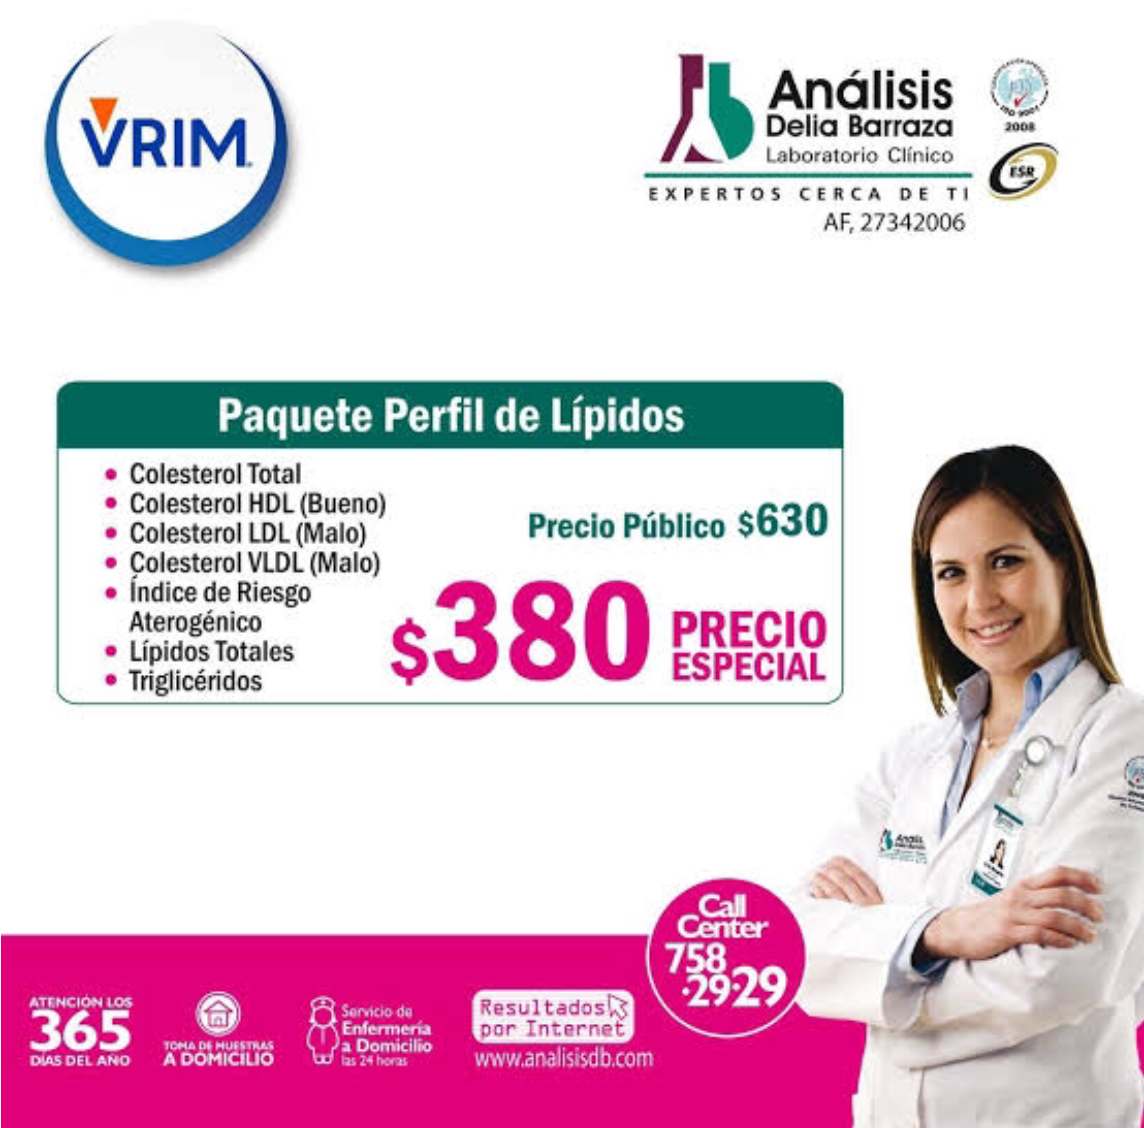 VRIM
Análisis
Delia Barraza
Laboratorio Clínico
EXPERTOS CERCA DE TI
AF, 27342006
ISO 9001
2008
ESR
Paquete Perfil de Lípidos
• Colesterol Total
• Colesterol HDL (Bueno)
• Colesterol LDL (Malo)
• Colesterol VLDL (Malo)
• Índice de Riesgo
Aterogénico
• Lípidos Totales
• Triglicéridos
Precio Público $630
$380 PRECIO
ESPECIAL
Call
Center
758
·29·29
ATENCIÓN LOS
365
DÍAS DEL AÑO
TOMA DE MUESTRAS
A DOMICILIO
Servicio de
Enfermería
a Domicilio
las 24 horas
Resultados
por Internet
www.analisisdb.com